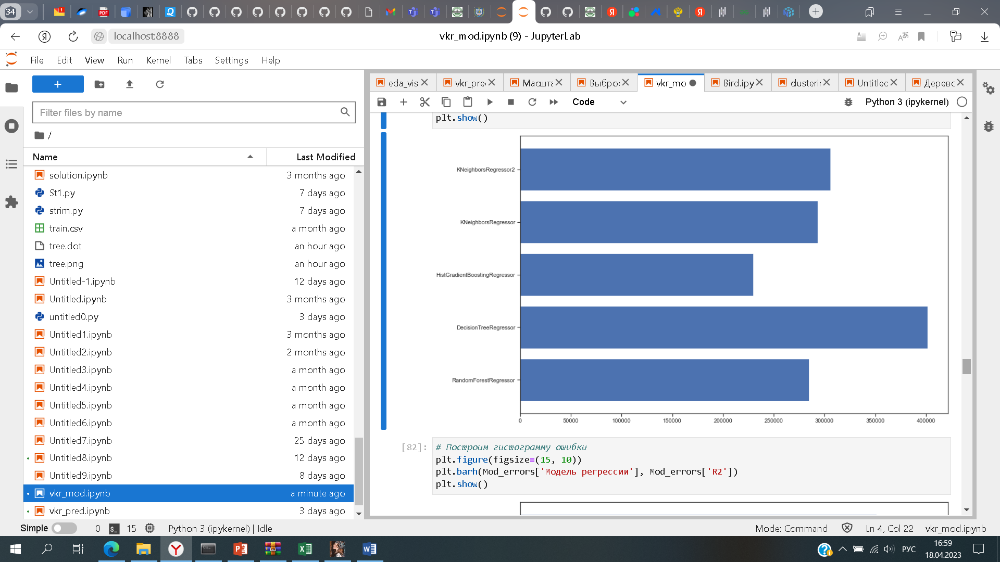 34
localhost:8888
vkr_mod.ipynb (9) - JupyterLab
File Edit View Run Kernel Tabs Settings Help
Filter files by name
/
Name Last Modified
solution.ipynb 3 months ago
St1.py 7 days ago
strim.py 7 days ago
train.csv a month ago
tree.dot an hour ago
tree.png an hour ago
Untitled-1.ipynb 12 days ago
Untitled.ipynb 3 months ago
untitled0.py 3 days ago
Untitled1.ipynb 3 months ago
Untitled2.ipynb 2 months ago
Untitled3.ipynb a month ago
Untitled4.ipynb a month ago
Untitled5.ipynb a month ago
Untitled6.ipynb a month ago
Untitled7.ipynb 25 days ago
Untitled8.ipynb 12 days ago
Untitled9.ipynb 8 days ago
vkr_mod.ipynb a minute ago
vkr_pred.ipynb 3 days ago
eda_vis vkr_pre Масшта Выбро vkr_mo Bird.ipy clusterin Untitled Дерево
Code Python 3 (ipykernel)
plt.show()
KNeighborsRegressor2
KNeighborsRegressor
HistGradientBoostingRegressor
DecisionTreeRegressor
RandomForestRegressor
0 50000 100000 150000 200000 250000 300000 350000 400000
[82]:
# Построим гистограмму ошибки
plt.figure(figsize=(15, 10))
plt.barh(Mod_errors['Модель регрессии'], Mod_errors['R2'])
plt.show()
Simple 0 $_ 15 Python 3 (ipykernel) | Idle Mode: Command Ln 4, Col 22 vkr_mod.ipynb
РУС
16:59
18.04.2023